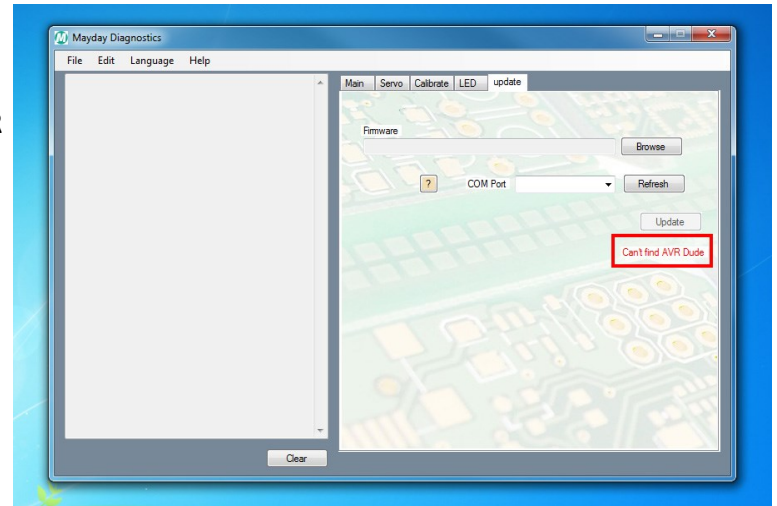 Mayday Diagnostics
File Edit Language Help
Main Servo Calibrate LED update
Firmware
Browse
? COM Port Refresh
Update
Can't find AVR Dude
Clear